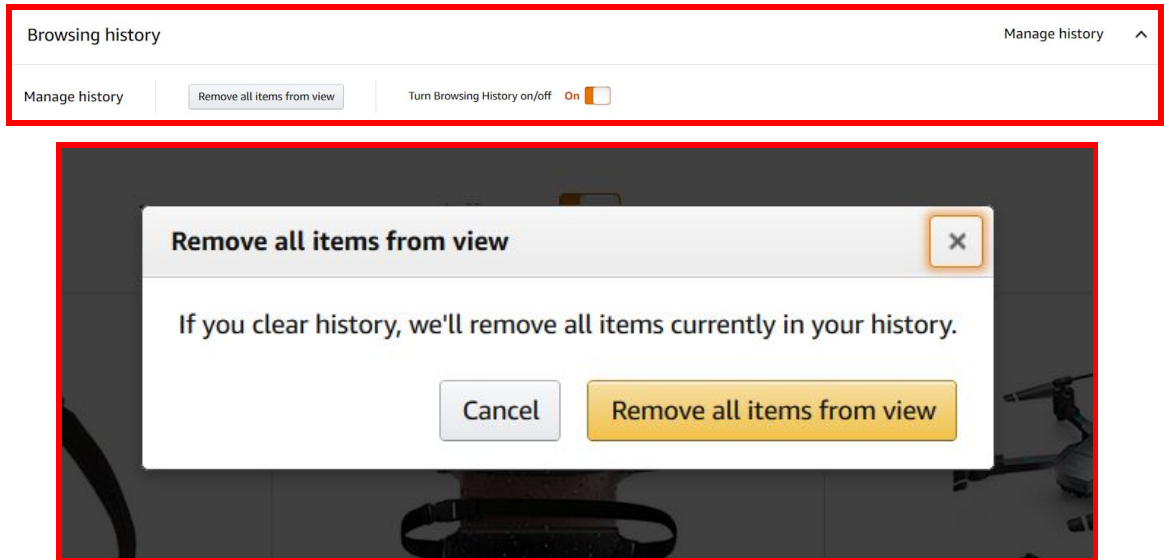 Browsing history
Manage history
Manage history
Remove all items from view
Turn Browsing History on/off On
Remove all items from view
If you clear history, we'll remove all items currently in your history.
Cancel
Remove all items from view